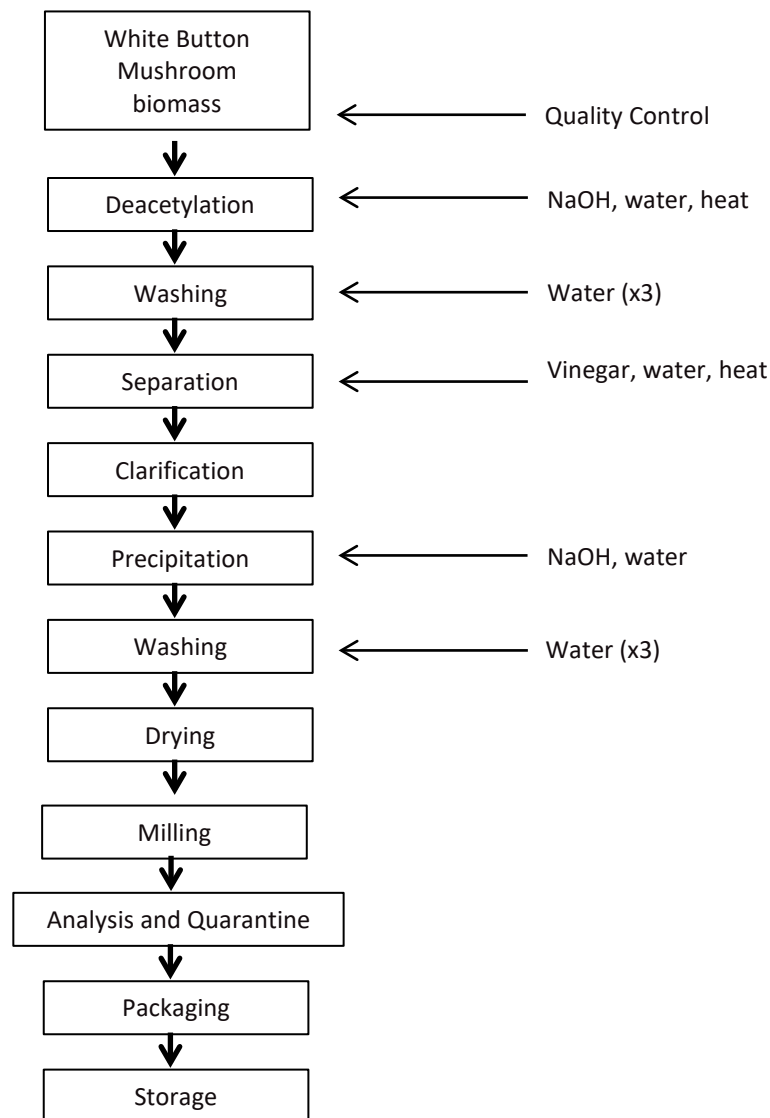 White Button
Mushroom
biomass
Quality Control
Deacetylation
NaOH, water, heat
Washing
Water (x3)
Separation
Vinegar, water, heat
Clarification
Precipitation
NaOH, water
Washing
Water (x3)
Drying
Milling
Analysis and Quarantine
Packaging
Storage